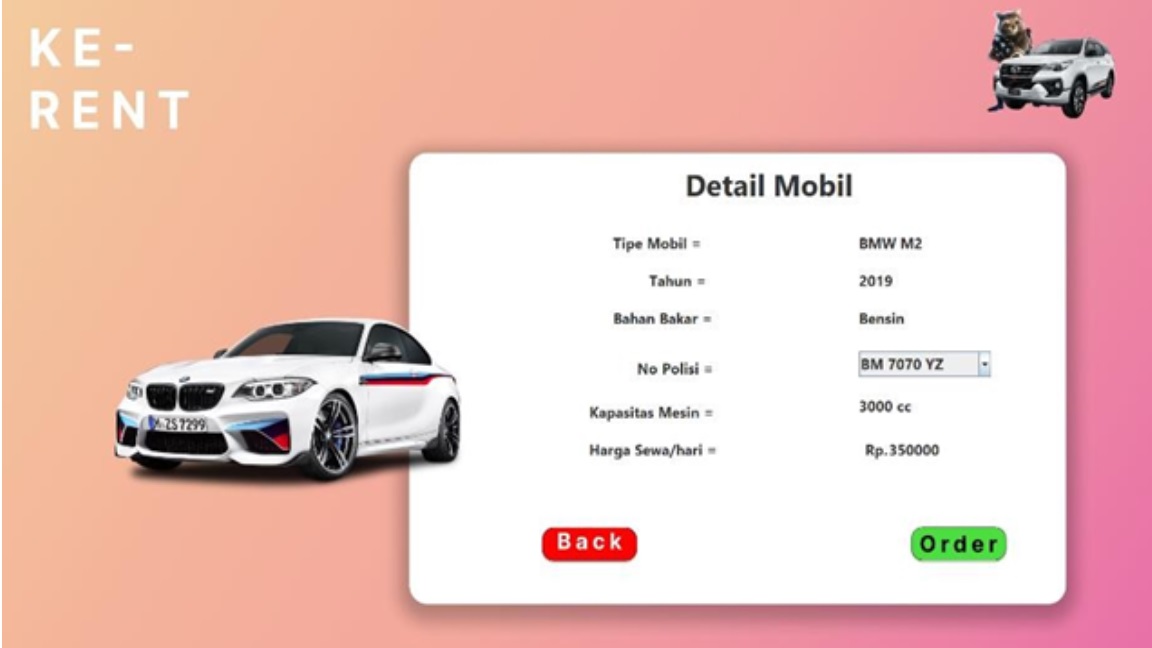 KE-
RENT
Detail Mobil
Tipe Mobil = BMW M2
Tahun = 2019
Bahan Bakar = Bensin
No Polisi = BM 7070 YZ
Kapasitas Mesin = 3000 cc
Harga Sewa/hari = Rp.350000
ZS 7299
Back Order